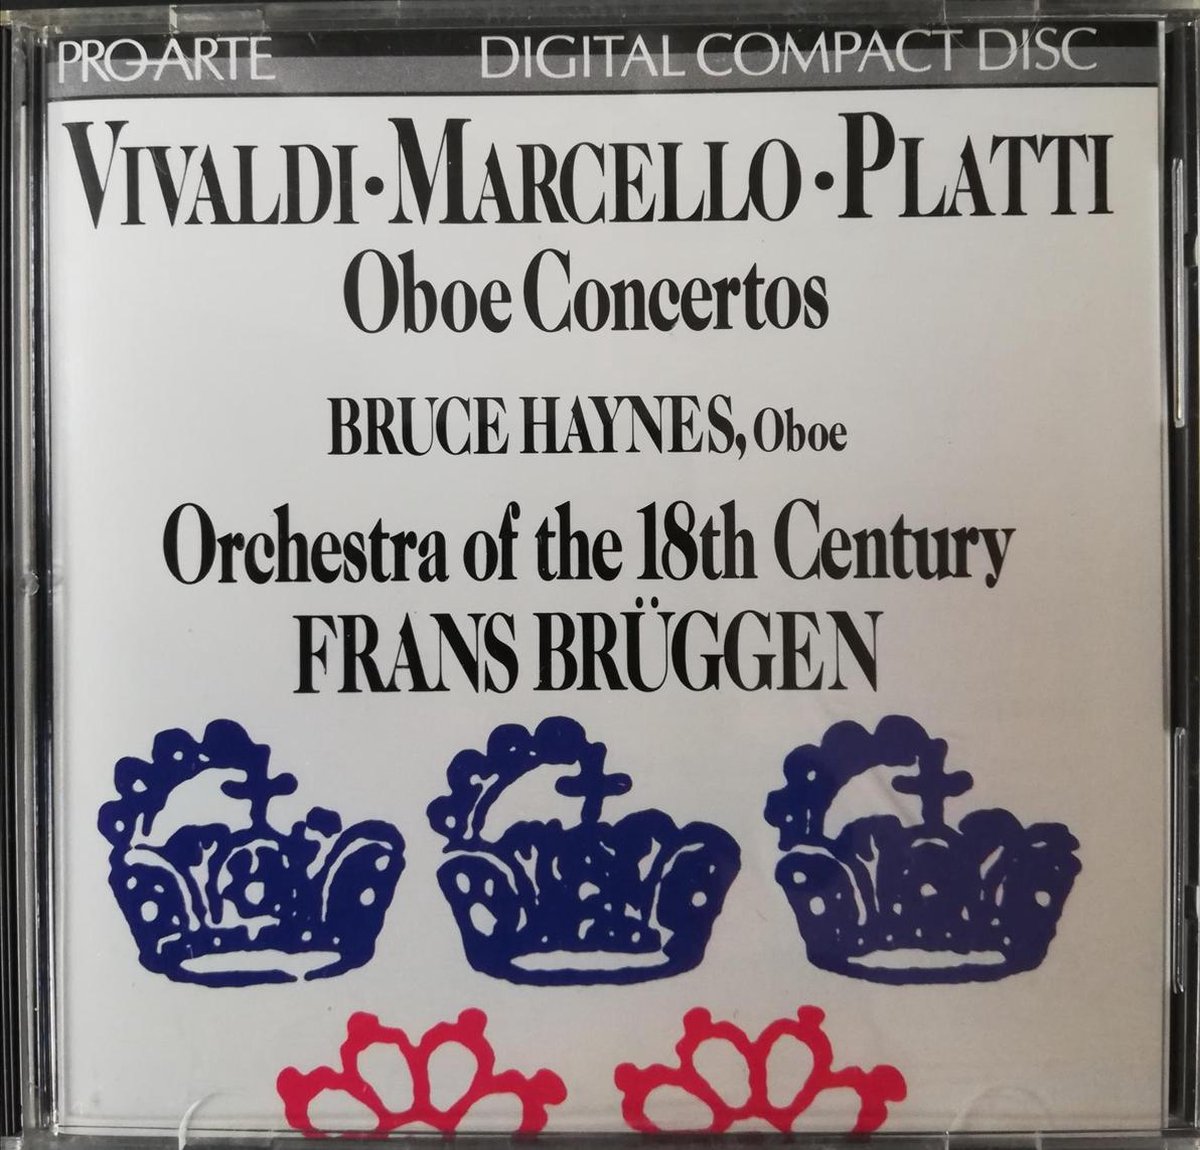 PRO ARTE DIGITAL COMPACT DISC
VIVALDI • MARCELLO • PLATTI
Oboe Concertos
BRUCE HAYNES, Oboe
Orchestra of the 18th Century
FRANS BRÜGGEN